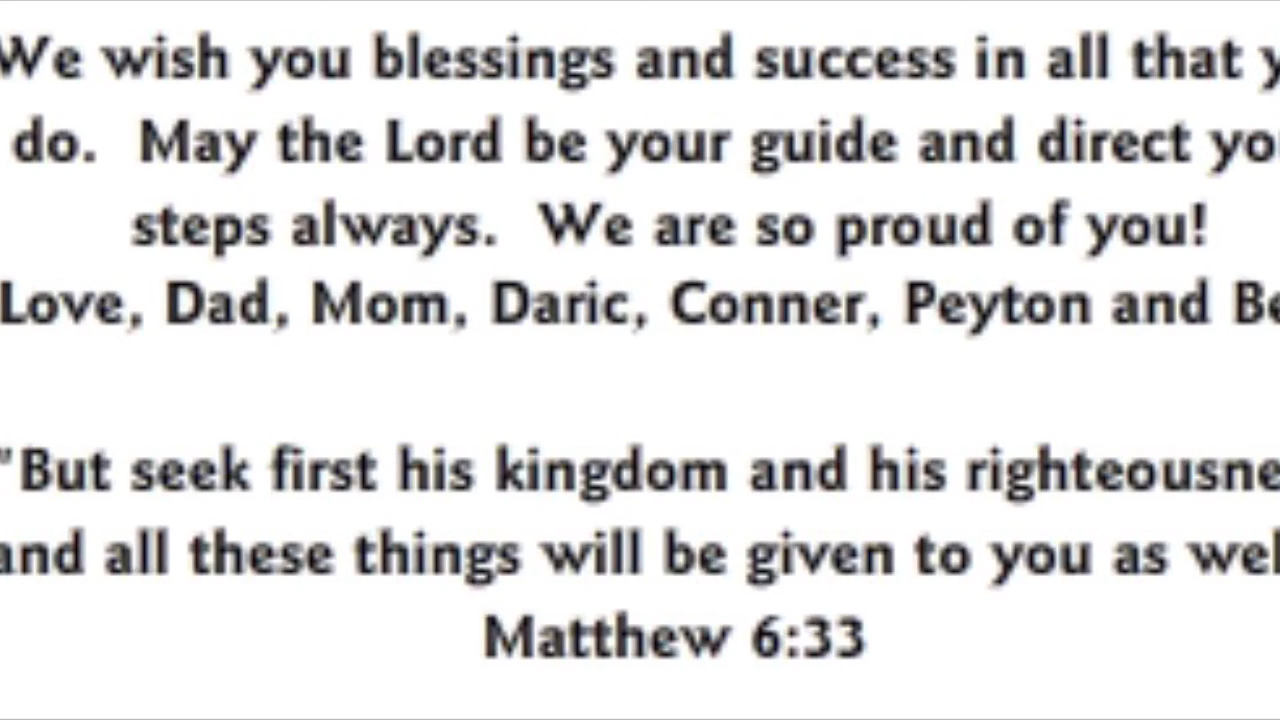 We wish you blessings and success in all that
do. May the Lord be your guide and direct
steps always. We are so proud of you!
Love, Dad, Mom, Daric, Conner, Peyton and
"But seek first his kingdom and his
and all these things will be given to you as
Matthew 6:33